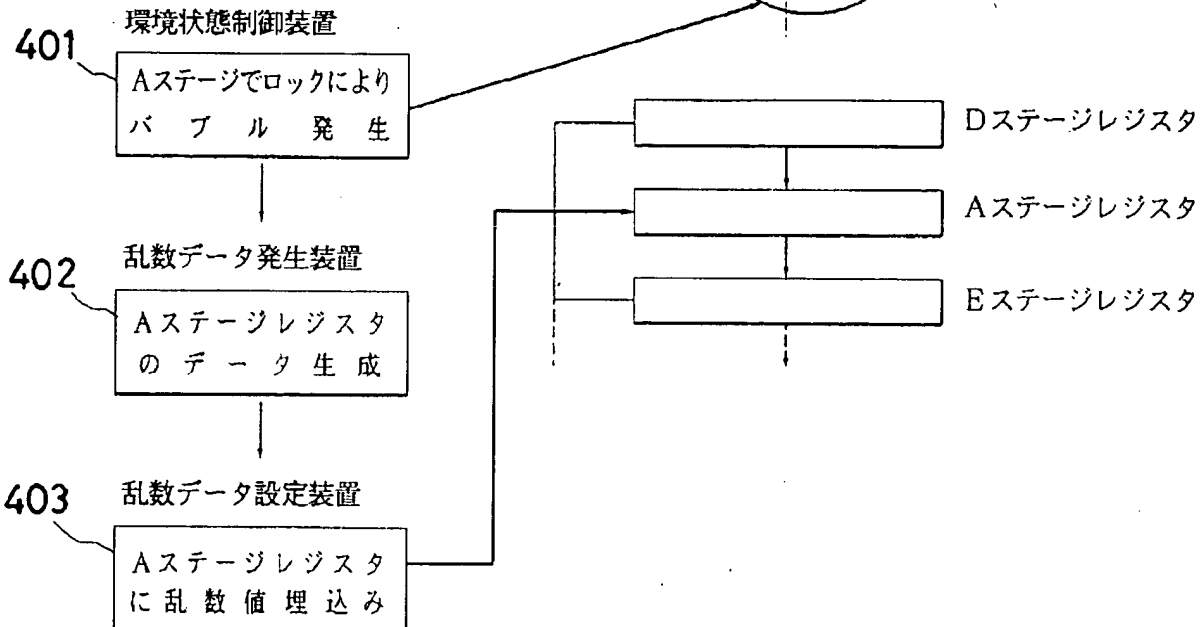 環境状態制御装置
401
Aステージでロックにより
バブル発生
Dステージレジスタ
Aステージレジスタ
Eステージレジスタ
乱数データ発生装置
402
Aステージレジスタ
のデータ生成
乱数データ設定装置
403
Aステージレジスタ
に乱数値埋込み